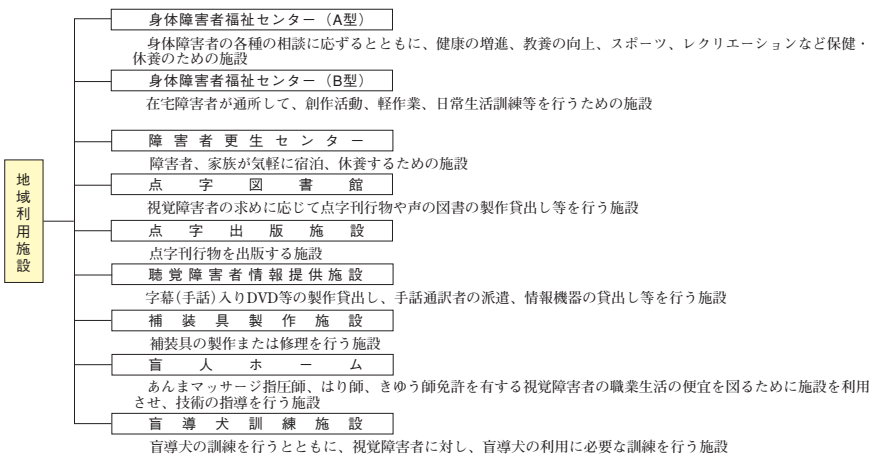 地域利用施設
身体障害者福祉センター（A型）
身体障害者の各種の相談に応ずるとともに、健康の増進、教養の向上、スポーツ、レクリエーションなど保健・
休養のための施設
身体障害者福祉センター（B型）
在宅障害者が通所して、創作活動、軽作業、日常生活訓練等を行うための施設
障害者更生センター
障害者、家族が気軽に宿泊、休養するための施設
点字図書館
視覚障害者の求めに応じて点字刊行物や声の図書の製作貸出し等を行う施設
点字出版施設
点字刊行物を出版する施設
聴覚障害者情報提供施設
字幕（手話）入りDVD等の製作貸出し、手話通訳者の派遣、情報機器の貸出し等を行う施設
補装具製作施設
補装具の製作または修理を行う施設
盲人ホーム
あんまマッサージ指圧師、はり師、きゆう師免許を有する視覚障害者の職業生活の便宜を図るために施設を利用
させ、技術の指導を行う施設
盲導犬訓練施設
盲導犬の訓練を行うとともに、視覚障害者に対し、盲導犬の利用に必要な訓練を行う施設